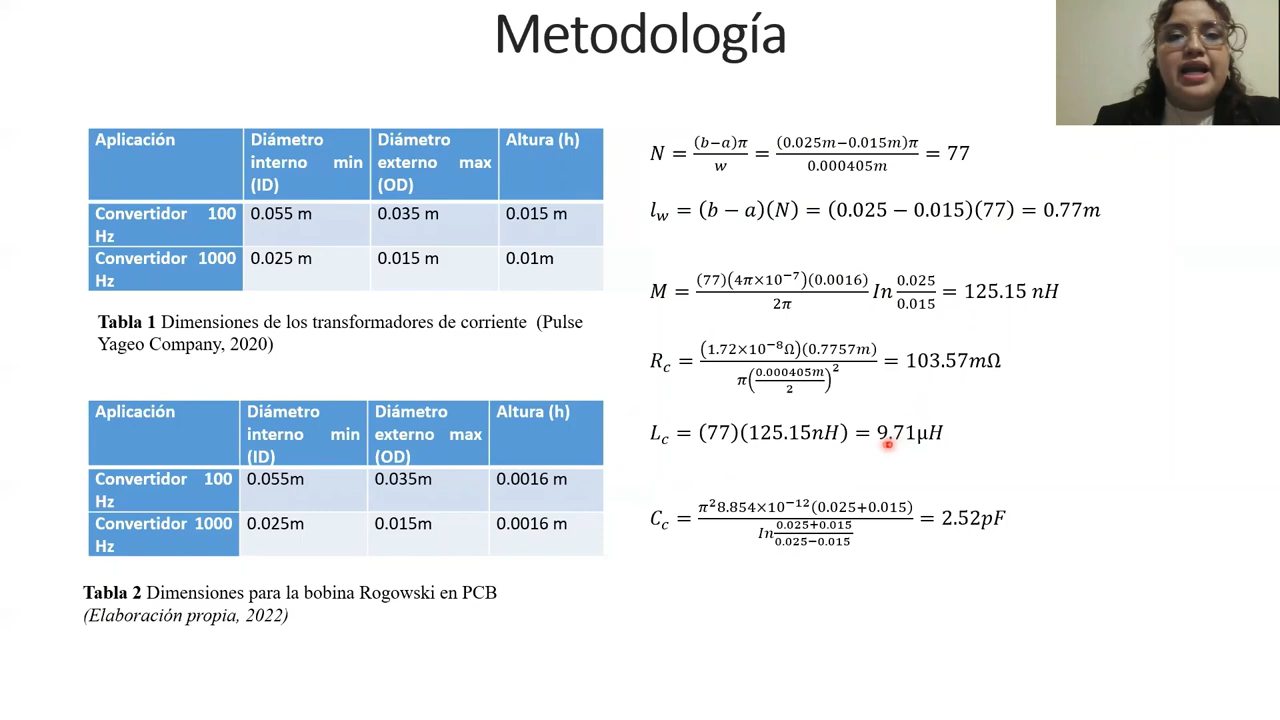 Metodología
Aplicación Diámetro interno min (ID) Diámetro externo max (OD) Altura (h)
Convertidor 100 Hz 0.055 m 0.035 m 0.015 m
Convertidor 1000 Hz 0.025 m 0.015 m 0.01m
Tabla 1 Dimensiones de los transformadores de corriente (Pulse
Yageo Company, 2020)
Aplicación Diámetro interno min (ID) Diámetro externo max (OD) Altura (h)
Convertidor 100 Hz 0.055m 0.035m 0.0016 m
Convertidor 1000 Hz 0.025m 0.015m 0.0016 m
Tabla 2 Dimensiones para la bobina Rogowski en PCB
(Elaboración propia, 2022)
N = (b−a)π / w = (0.025m−0.015m)π / 0.000405m = 77
l_w = (b − a)(N) = (0.025 − 0.015)(77) = 0.77m
M = (77)(4π×10⁻⁷)(0.0016) / 2π In 0.025 / 0.015 = 125.15 nH
R_c = (1.72×10⁻⁸Ω)(0.7757m) / π(0.000405m / 2)² = 103.57mΩ
L_c = (77)(125.15nH) = 9.71μH
C_c = π²8.854×10⁻¹²(0.025+0.015) / In 0.025+0.015 / 0.025−0.015 = 2.52pF